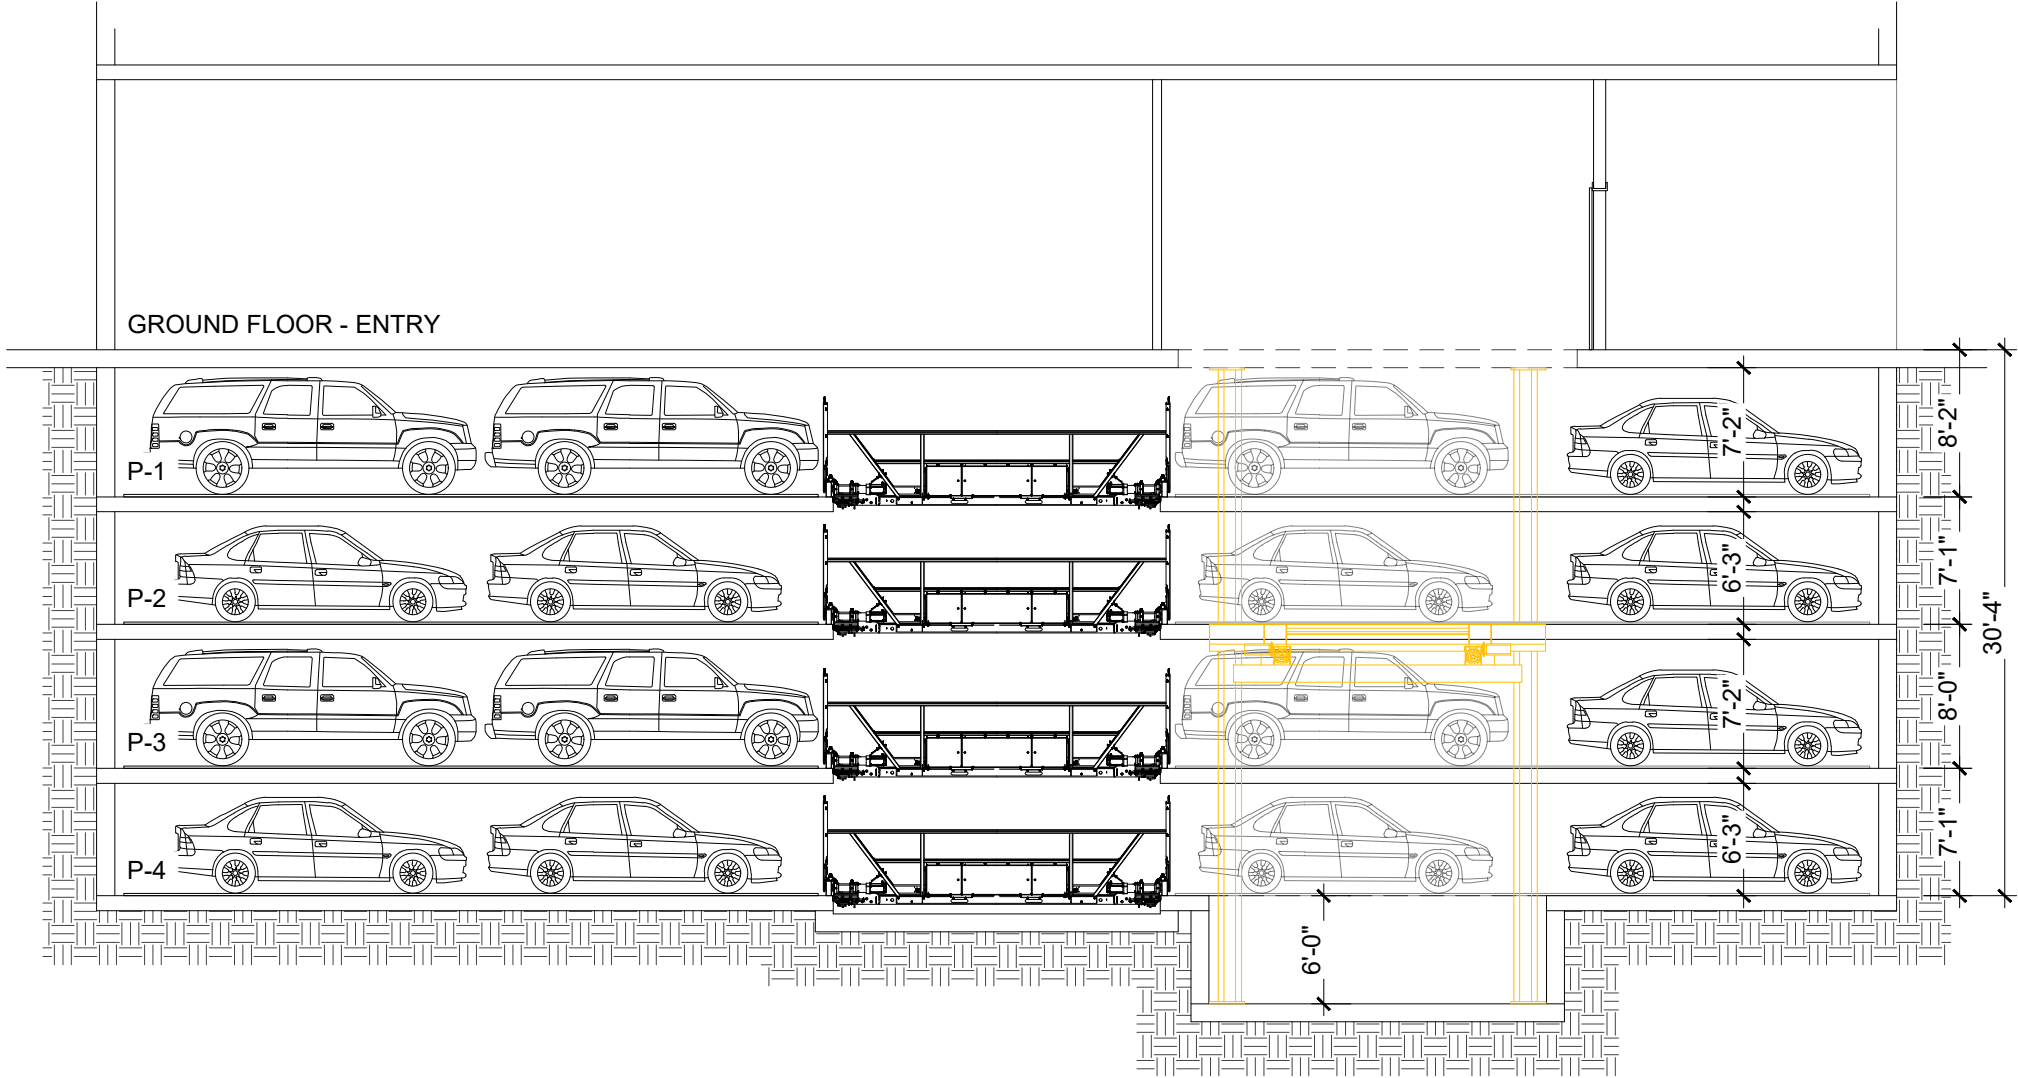 GROUND FLOOR - ENTRY
P-1
7'-2"
8'-2"
P-2
6'-3"
7'-1"
30'-4"
P-3
7'-2"
8'-0"
P-4
6'-3"
7'-1"
6'-0"